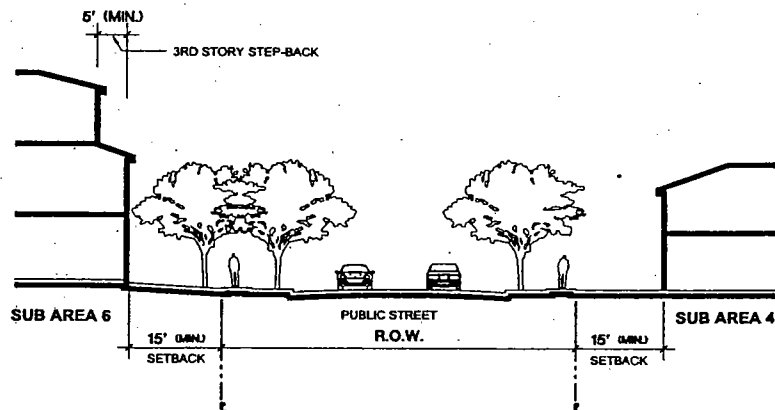 5' (MIN.)
3RD STORY STEP-BACK
SUB AREA 6
PUBLIC STREET
SUB AREA 4
R.O.W.
15' (MIN.)
SETBACK
15' (MIN.)
SETBACK